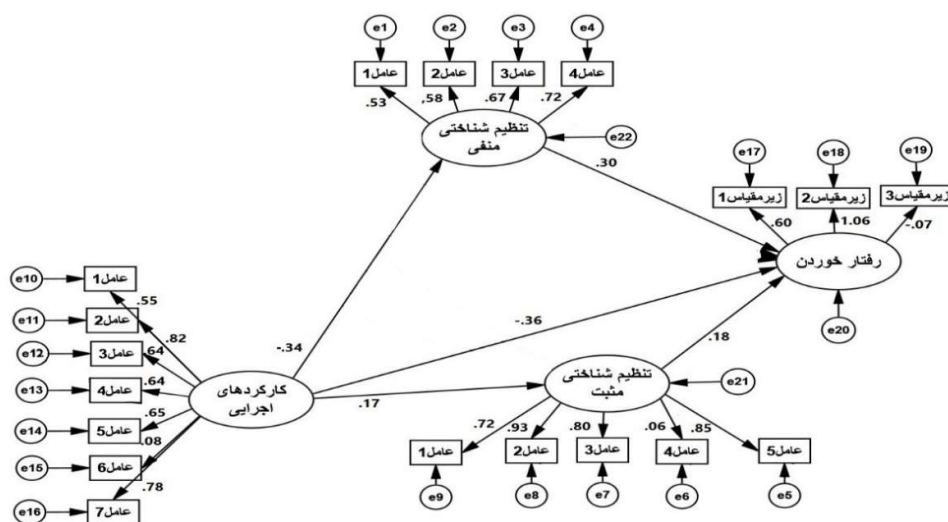 e1
e2
e3
e4
عامل1
عامل2
عامل3
عامل4
.53
,58
.67
.72
تنظیم شناختی
منفی
e22
.30
e17
e18
e19
زیرمقیاس1
زیرمقیاس2
زیرمقیاس3
.60
1.06
-.07
رفتار خوردن
e20
e10
عامل1
.55
e11
عامل2
.82
e12
عامل3
.64
e13
عامل4
.64
e14
عامل5
.65
e15
عامل6
.08
e16
عامل7
.78
کارکردهای
اجرایی
-.34
-.36
.17
.18
تنظیم شناختی
مثبت
e21
.72
.93
.80
.06
.85
عامل1
عامل2
عامل3
عامل4
عامل5
e9
e8
e7
e6
e5